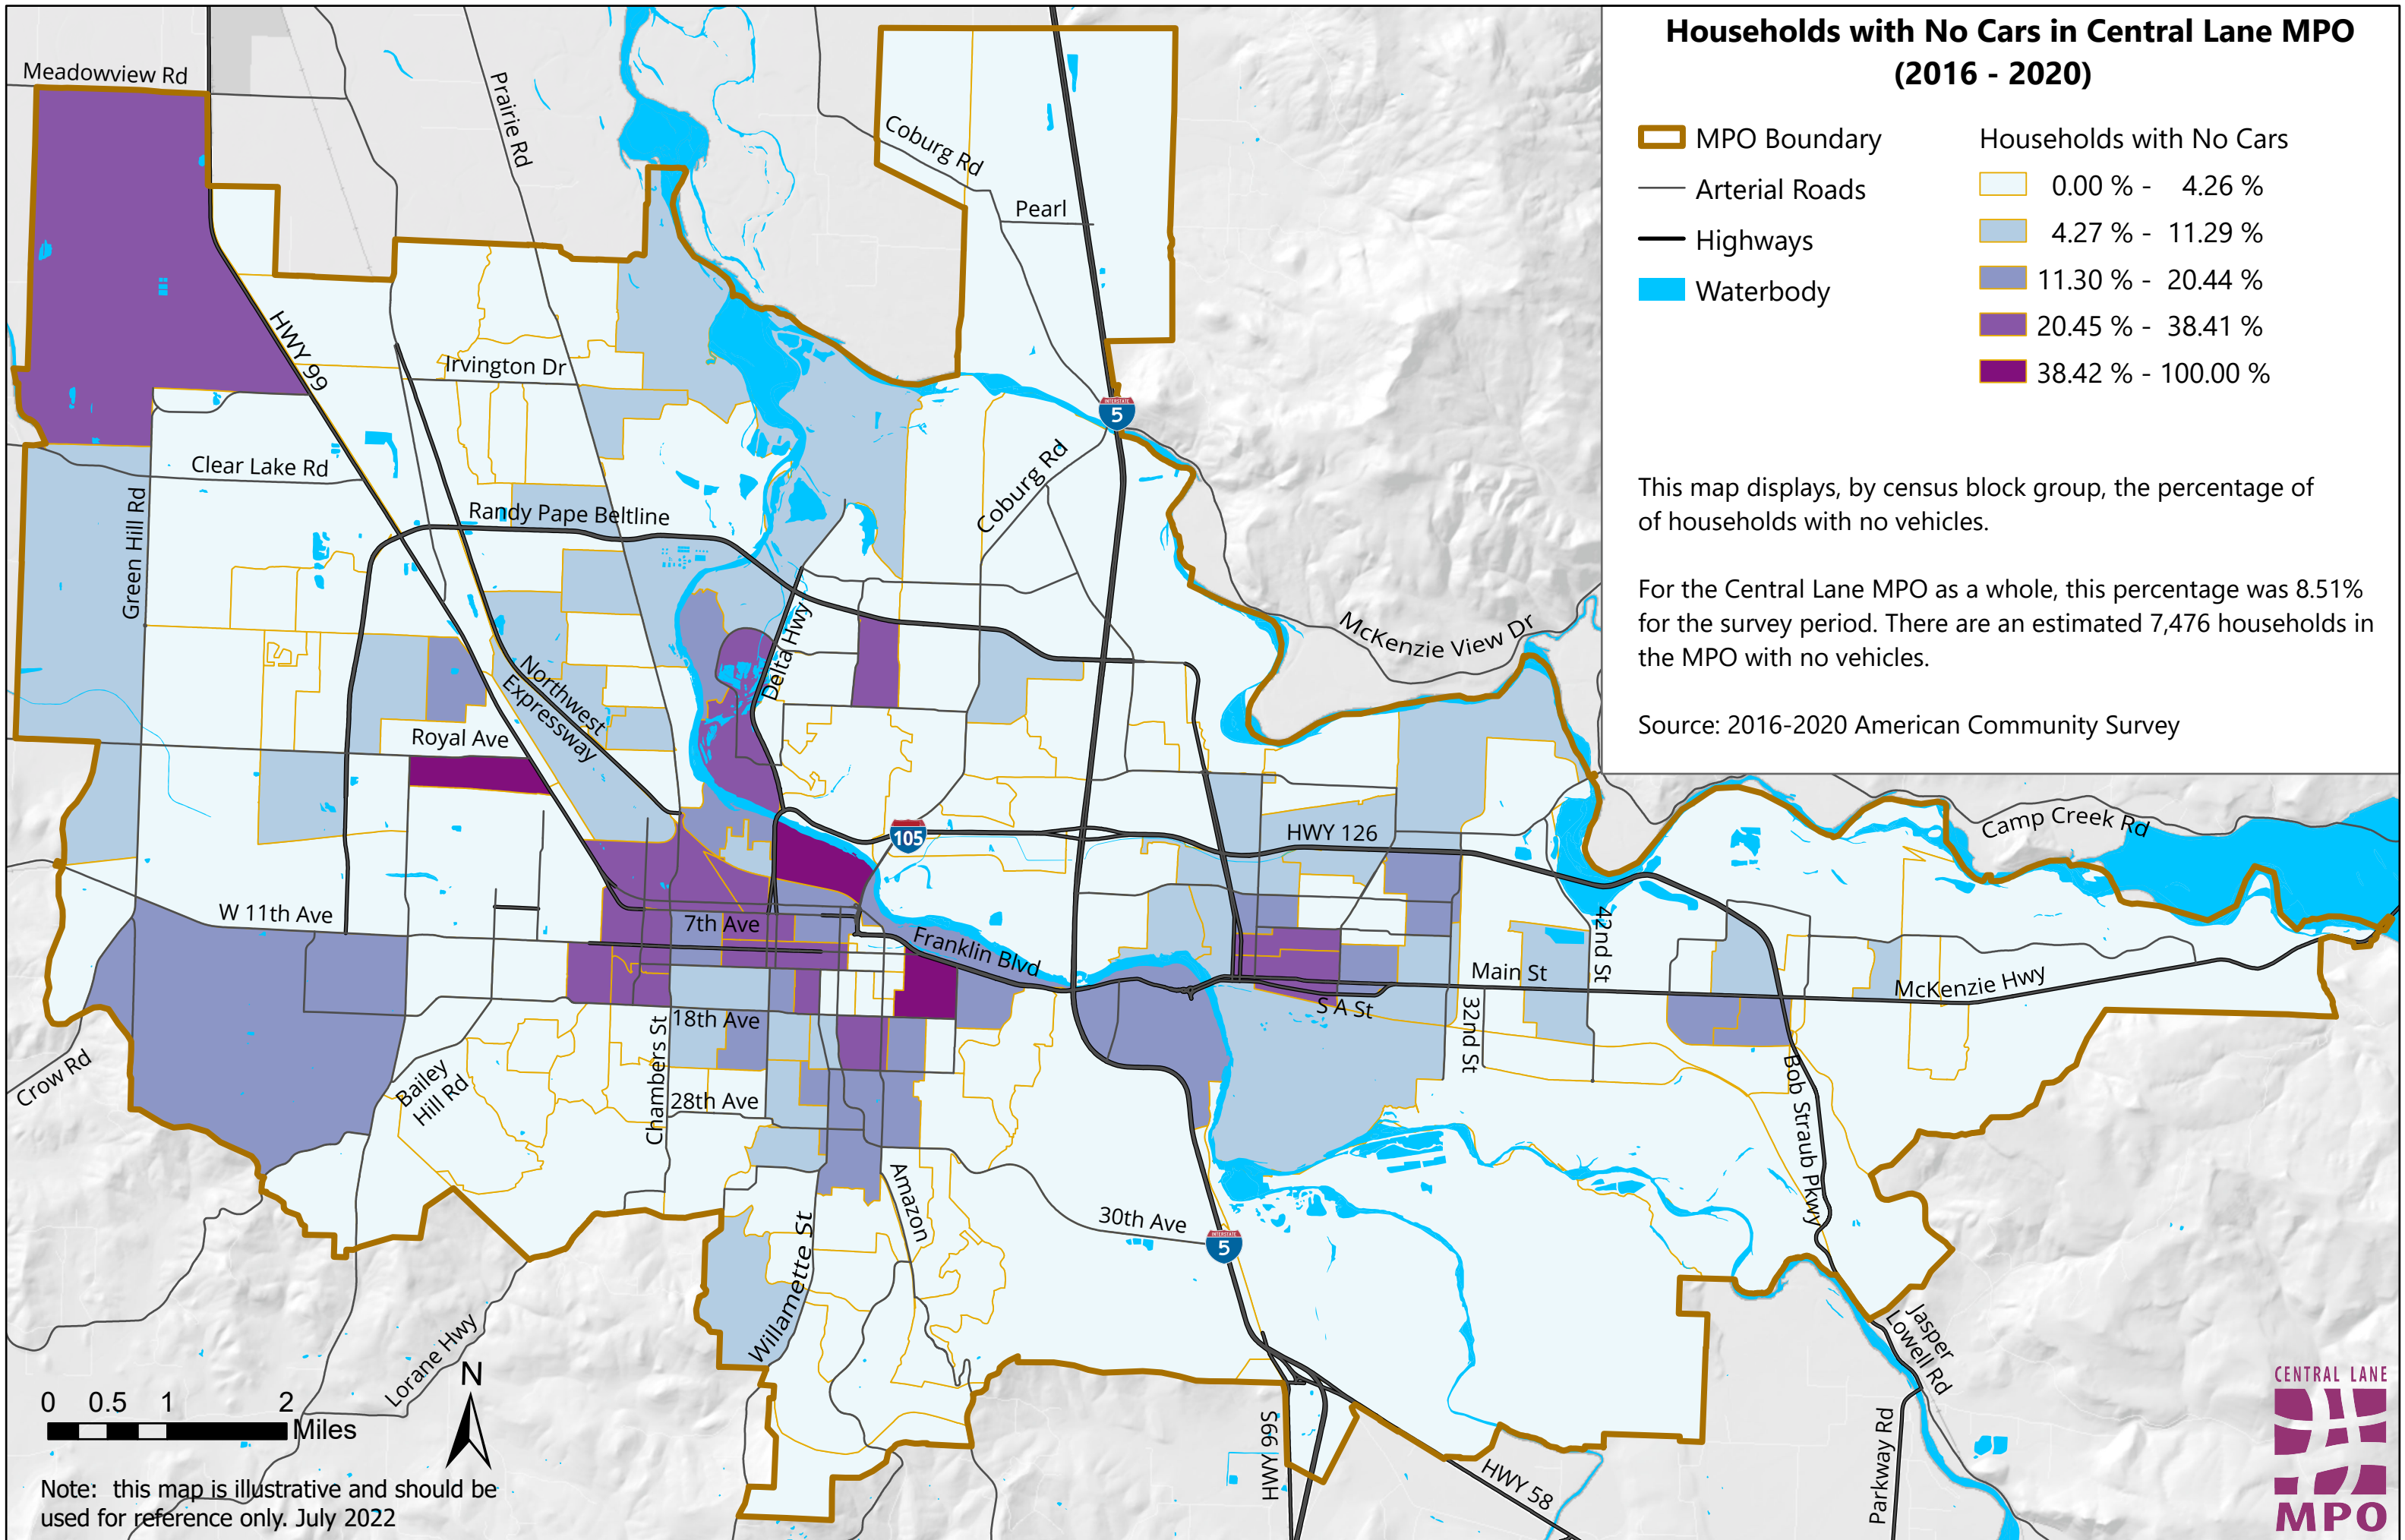 Households with No Cars in Central Lane MPO
(2016 - 2020)
MPO Boundary
Arterial Roads
Highways
Waterbody
Households with No Cars
0.00 % - 4.26 %
4.27 % - 11.29 %
11.30 % - 20.44 %
20.45 % - 38.41 %
38.42 % - 100.00 %
This map displays, by census block group, the percentage of
of households with no vehicles.
For the Central Lane MPO as a whole, this percentage was 8.51%
for the survey period. There are an estimated 7,476 households in
the MPO with no vehicles.
Source: 2016-2020 American Community Survey
Meadowview Rd
Prairie Rd
Coburg Rd
Pearl
HWY 99
Irvington Dr
INTERSTATE
5
Clear Lake Rd
Green Hill Rd
Randy Pape Beltline
Coburg Rd
McKenzie View Dr
Delta Hwy
Northwest
Expressway
Royal Ave
105
HWY 126
Camp Creek Rd
W 11th Ave
7th Ave
Franklin Blvd
42nd St
Main St
McKenzie Hwy
S A St
32nd St
18th Ave
Chambers St
Crow Rd
Bailey
Hill Rd
28th Ave
Bob Straub Pkwy
Amazon
30th Ave
INTERSTATE
5
Willamette St
Lorane Hwy
Jasper
Lowell Rd
HWY 99S
HWY 58
Parkway Rd
0 0.5 1 2
Miles
N
Note: this map is illustrative and should be
used for reference only. July 2022
CENTRAL LANE
MPO